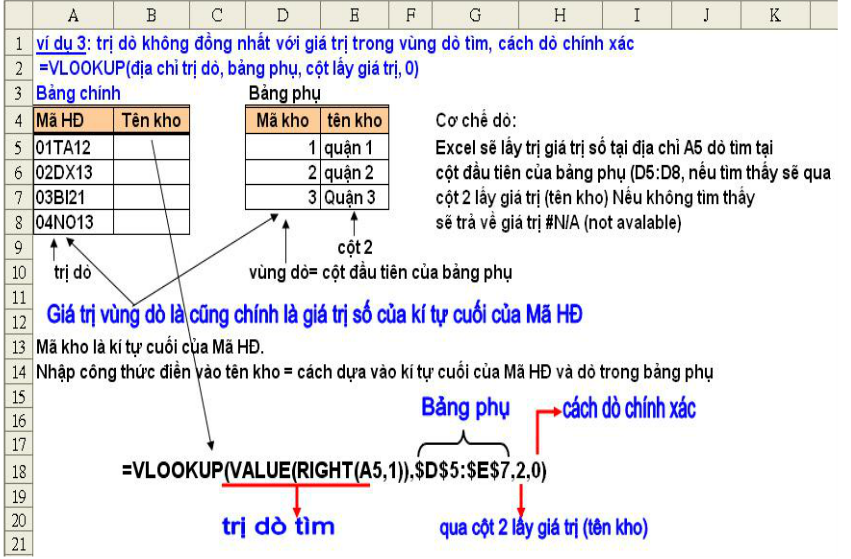 A B C D E F G H I J K
1 ví dụ 3: trị dò không đồng nhất với giá trị trong vùng dò tìm, cách dò chính xác
2 =VLOOKUP(địa chỉ trị dò, bảng phụ, cột lấy giá trị, 0)
3 Bảng chính Bảng phụ
4 Mã HĐ Tên kho Mã kho tên kho Cơ chế dò:
5 01TA12 1 quận 1 Excel sẽ lấy trị giá trị số tại địa chỉ A5 dò tìm tại
6 02DX13 2 quận 2 cột đầu tiên của bảng phụ (D5:D8, nếu tìm thấy sẽ qua
7 03BI21 3 Quận 3 cột 2 lấy giá trị (tên kho) Nếu không tìm thấy
8 04NO13 sẽ trả về giá trị #N/A (not avalable)
9 cột 2
10 trị dò vùng dò= cột đầu tiên của bảng phụ
11
12 Giá trị vùng dò là cũng chính là giá trị số của kí tự cuối của Mã HĐ
13 Mã kho là kí tự cuối của Mã HĐ.
14 Nhập công thức điền vào tên kho = cách dựa vào kí tự cuối của Mã HĐ và dò trong bảng phụ
15
16 Bảng phụ cách dò chính xác
17
18 =VLOOKUP(VALUE(RIGHT(A5,1)),$D$5:$E$7,2,0)
19
20 trị dò tìm qua cột 2 lấy giá trị (tên kho)
21